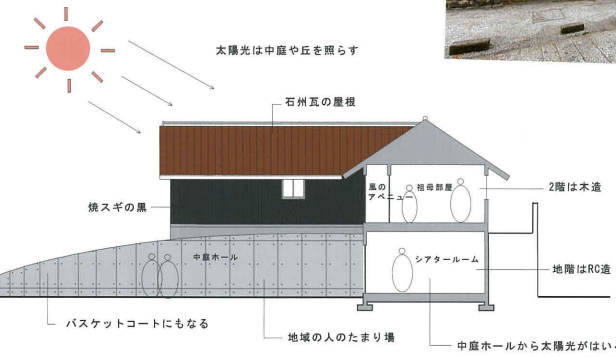 太陽光は中庭や丘を照らす
石州瓦の屋根
風の
アベニュー
祖母部屋
2階は木造
焼スギの黒
中庭ホール
シアタールーム
地階はRC造
バスケットコートにもなる
地域の人のたまり場
中庭ホールから太陽光がはい